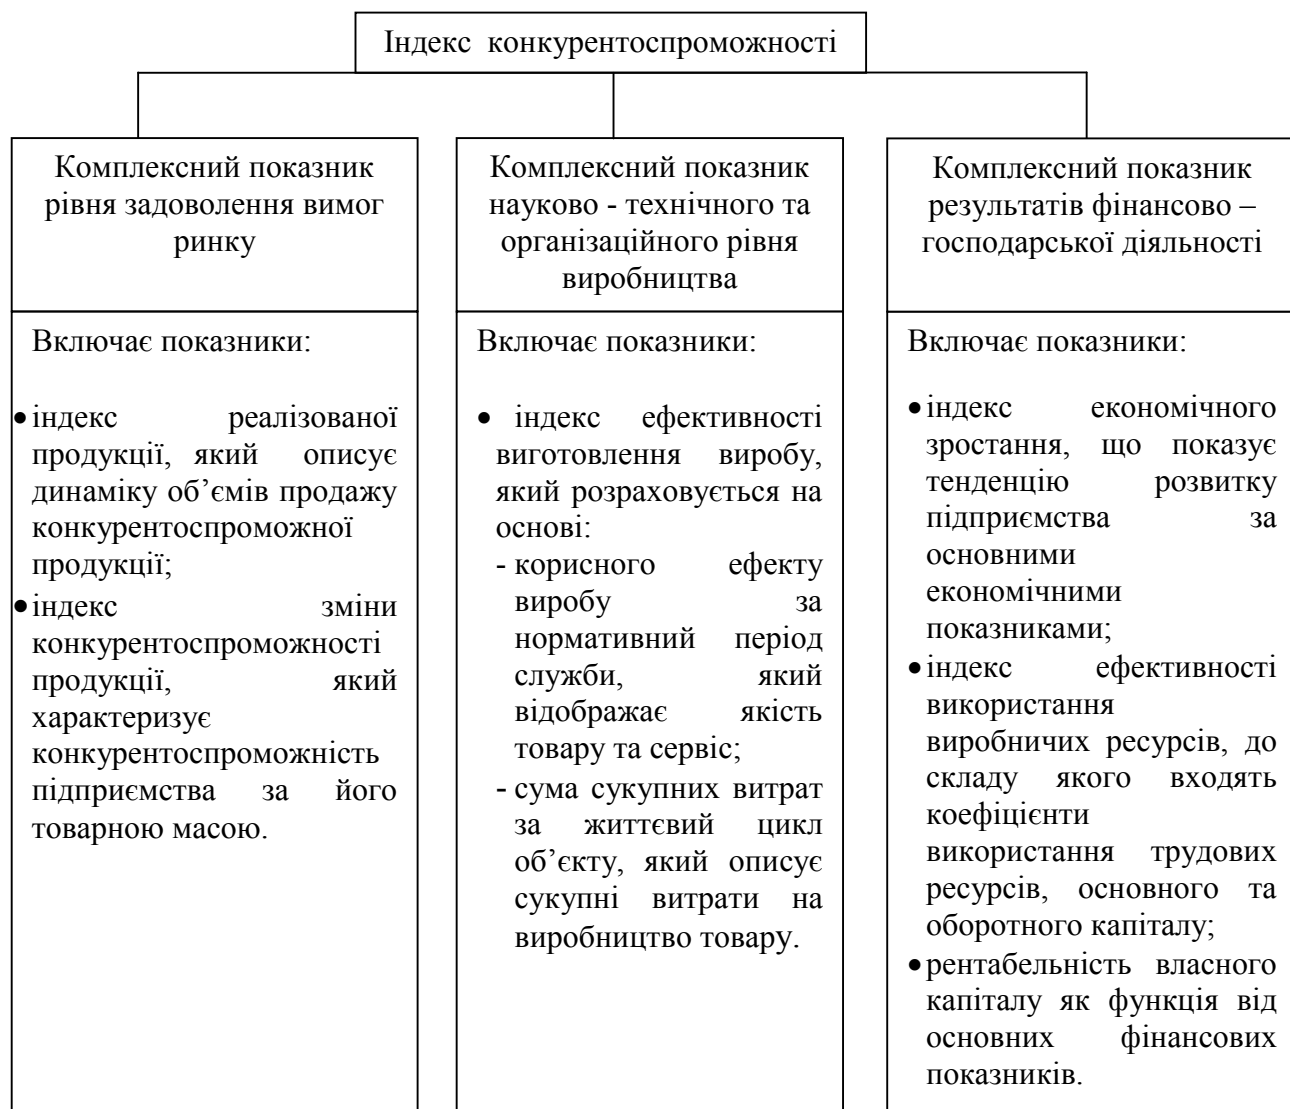 Індекс конкурентоспроможності
Комплексний показник
рівня задоволення вимог
ринку
Включає показники:
•індекс реалізованої
продукції, який описує
динаміку об’ємів продажу
конкурентоспроможної
продукції;
•індекс зміни
конкурентоспроможності
продукції, який
характеризує
конкурентоспроможність
підприємства за його
товарною масою.
Комплексний показник
науково - технічного та
організаційного рівня
виробництва
Включає показники:
• індекс ефективності
виготовлення виробу,
який розраховується на
основі:
- корисного ефекту
виробу за
нормативний період
служби, який
відображає якість
товару та сервіс;
- сума сукупних витрат
за життєвий цикл
об’єкту, який описує
сукупні витрати на
виробництво товару.
Комплексний показник
результатів фінансово –
господарської діяльності
Включає показники:
•індекс економічного
зростання, що показує
тенденцію розвитку
підприємства за
основними
економічними
показниками;
•індекс ефективності
використання
виробничих ресурсів, до
складу якого входять
коефіцієнти
використання трудових
ресурсів, основного та
оборотного капіталу;
•рентабельність власного
капіталу як функція від
основних фінансових
показників.